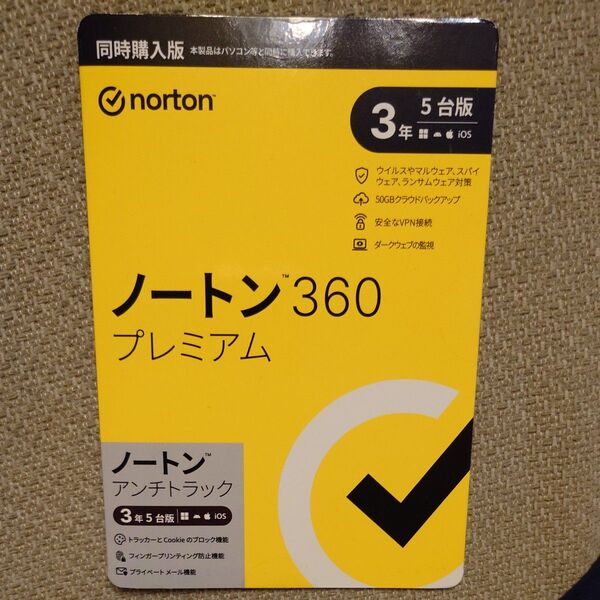 同時購入版 本製品はパソコン等と同時に購入できます。
norton™
3年
5台版
iOS
ウイルスやマルウェア、スパイ
ウェア、ランサムウェア対策
50GBクラウドバックアップ
安全なVPN接続
ダークウェブの監視
ノートン™ 360
プレミアム
ノートン™
アンチトラック
3年5台版 iOS
トラッカーとCookieのブロック機能
フィンガープリンティング防止機能
プライベートメール機能